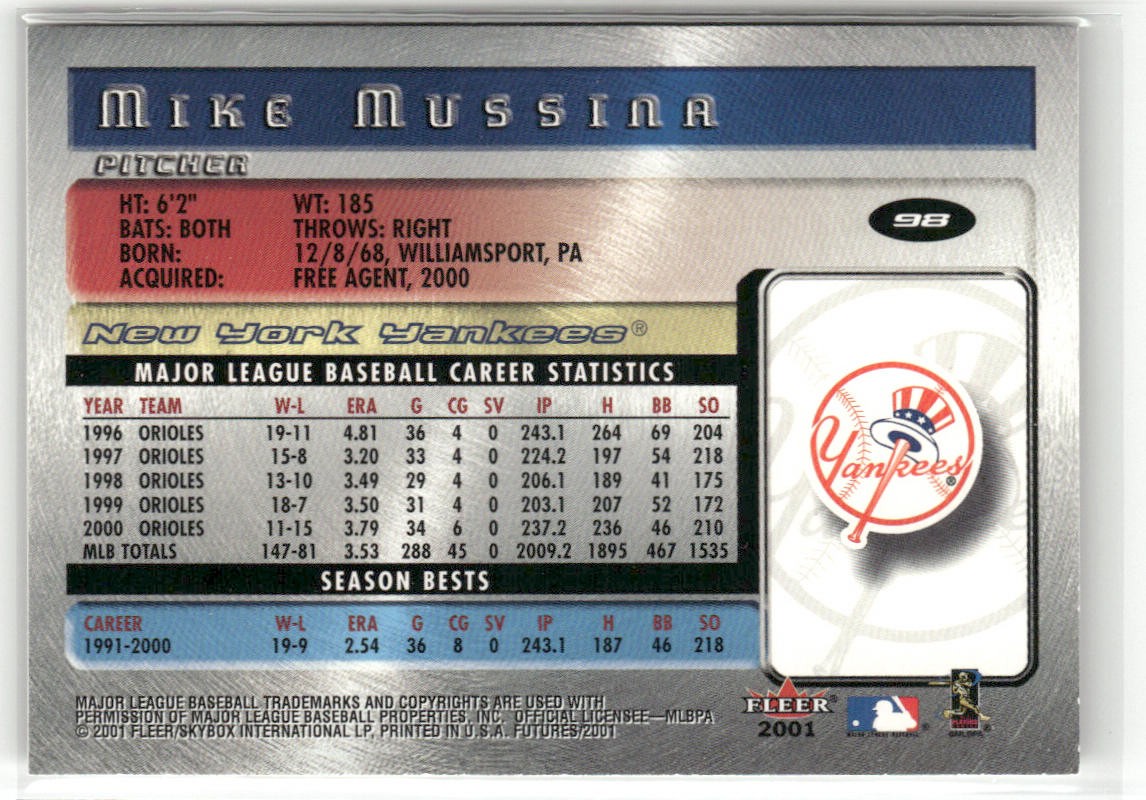 MIKE MUSSINA
PITCHER
HT: 6'2" WT: 185
BATS: BOTH THROWS: RIGHT
BORN: 12/8/68, WILLIAMSPORT, PA
ACQUIRED: FREE AGENT, 2000
98
New York Yankees®
MAJOR LEAGUE BASEBALL CAREER STATISTICS
YEAR TEAM W-L ERA G CG SV IP H BB SO
1996 ORIOLES 19-11 4.81 36 4 0 243.1 264 69 204
1997 ORIOLES 15-8 3.20 33 4 0 224.2 197 54 218
1998 ORIOLES 13-10 3.49 29 4 0 206.1 189 41 175
1999 ORIOLES 18-7 3.50 31 4 0 203.1 207 52 172
2000 ORIOLES 11-15 3.79 34 6 0 237.2 236 46 210
MLB TOTALS 147-81 3.53 288 45 0 2009.2 1895 467 1535
Yankees®
SEASON BESTS
CAREER W-L ERA G CG SV IP H BB SO
1991-2000 19-9 2.54 36 8 0 243.1 187 46 218
MAJOR LEAGUE BASEBALL TRADEMARKS AND COPYRIGHTS ARE USED WITH
PERMISSION OF MAJOR LEAGUE BASEBALL PROPERTIES, INC. OFFICIAL LICENSEE—MLBPA
© 2001 FLEER/SKYBOX INTERNATIONAL LP, PRINTED IN U.S.A. FUTURES/2001
FLEER®
2001
MAJOR LEAGUE BASEBALL